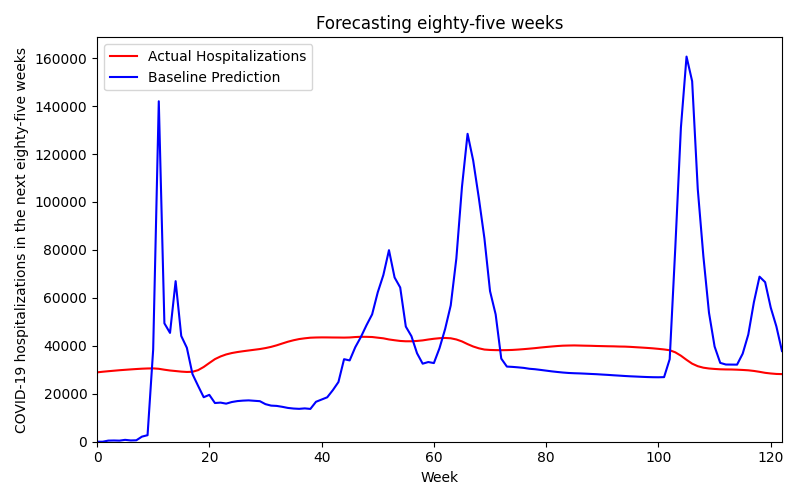 Forecasting eighty-five weeks
Actual Hospitalizations
Baseline Prediction
COVID-19 hospitalizations in the next eighty-five weeks
160000
140000
120000
100000
80000
60000
40000
20000
0
0 20 40 60 80 100 120
Week